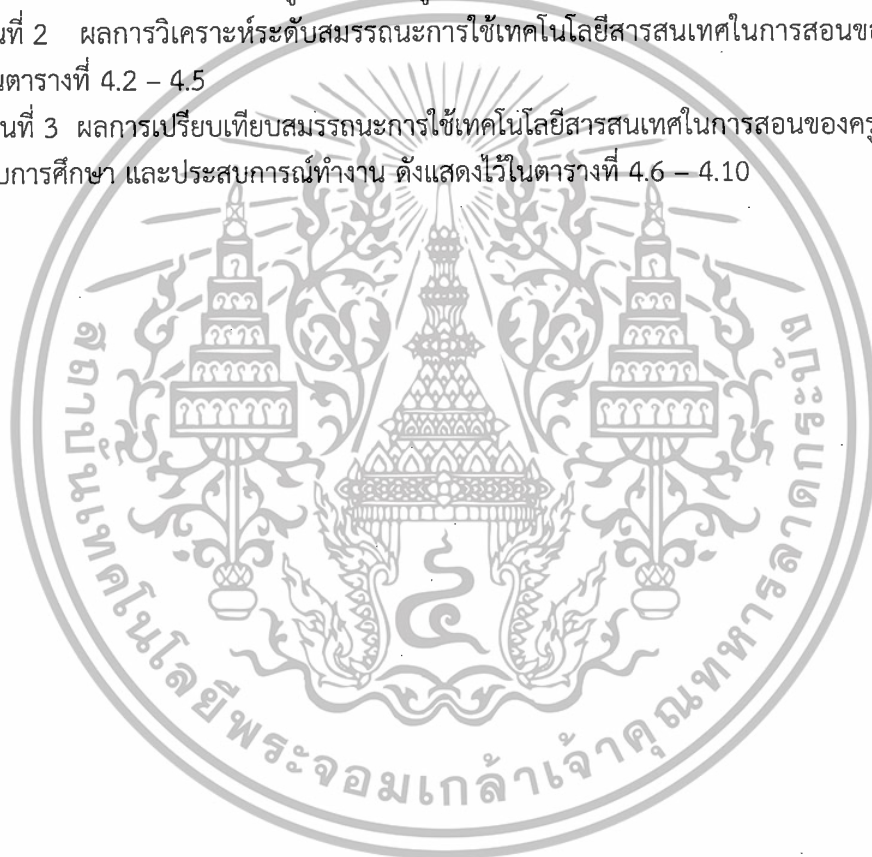 นที่ 2 ผลการวิเคราะห์ระดับสมรรถนะการใช้เทคโนโลยีสารสนเทศในการสอนขอ
นตารางที่ 4.2 – 4.5
นที่ 3 ผลการเปรียบเทียบสมรรถนะการใช้เทคโนโลยีสารสนเทศในการสอนของครู
บการศึกษา และประสบการณ์ทำงาน ดังแสดงไว้ในตารางที่ 4.6 – 4.10
๔
สถาบันเทคโนโลยีพระจอมเกล้าเจ้าคุณทหารลาดกระบัง